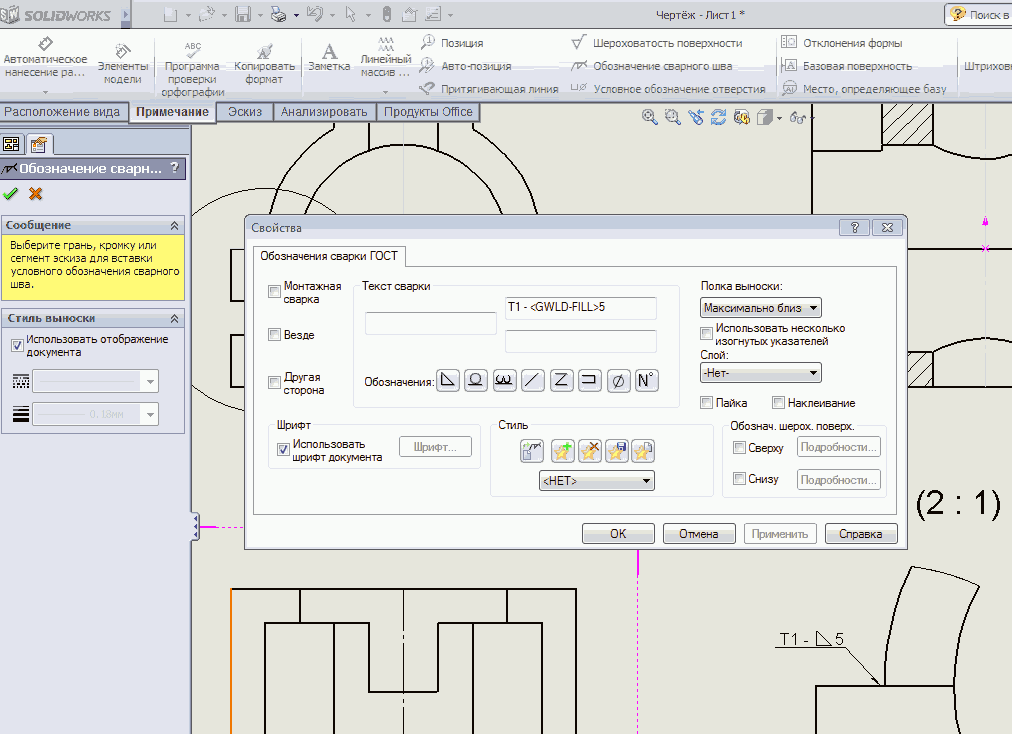 SW SOLIDWORKS
Чертёж - Лист1 *
Поиск в
Автоматическое
нанесение ра...
Элементы
модели
ABC
Программа
проверки
орфографии
Копировать
формат
A
Заметка
Линейный
массив ...
Позиция
Авто-позиция
Притягивающая линия
Шероховатость поверхности
Обозначение сварного шва
Условное обозначение отверстия
Отклонения формы
Базовая поверхность
Место, определяющее базу
Штрихов
Расположение вида
Примечание
Эскиз
Анализировать
Продукты Office
Обозначение сварн... ?
Сообщение
Выберите грань, кромку или
сегмент эскиза для вставки
условного обозначения сварного
шва.
Стиль выноски
Использовать отображение
документа
0.18мм
Свойства
?
Обозначения сварки ГОСТ
Монтажная
сварка
Везде
Другая
сторона
Текст сварки
T1 - <GWLD-FILL>5
Обозначения:
N°
Полка выноски:
Максимально близ
Использовать несколько
изогнутых указателей
Слой:
-Нет-
Пайка
Наклеивание
Шрифт
Использовать
шрифт документа
Шрифт...
Стиль
<НЕТ>
Обознач. шерох. поверх.
Сверху
Подробности...
Снизу
Подробности...
OK
Отмена
Применить
Справка
(2 : 1)
T1 - ◺ 5